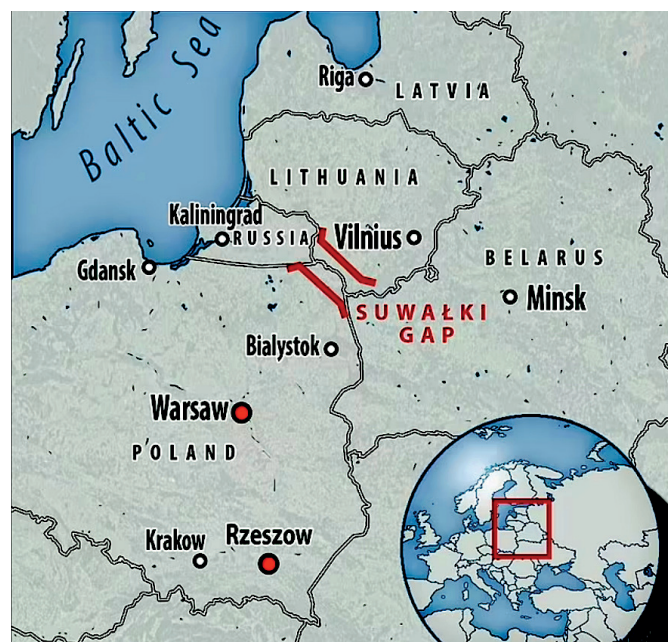 Baltic Sea
Riga
LATVIA
LITHUANIA
Kaliningrad
RUSSIA
Vilnius
BELARUS
Gdansk
Minsk
SUWAŁKI
GAP
Bialystok
Warsaw
POLAND
Krakow
Rzeszow